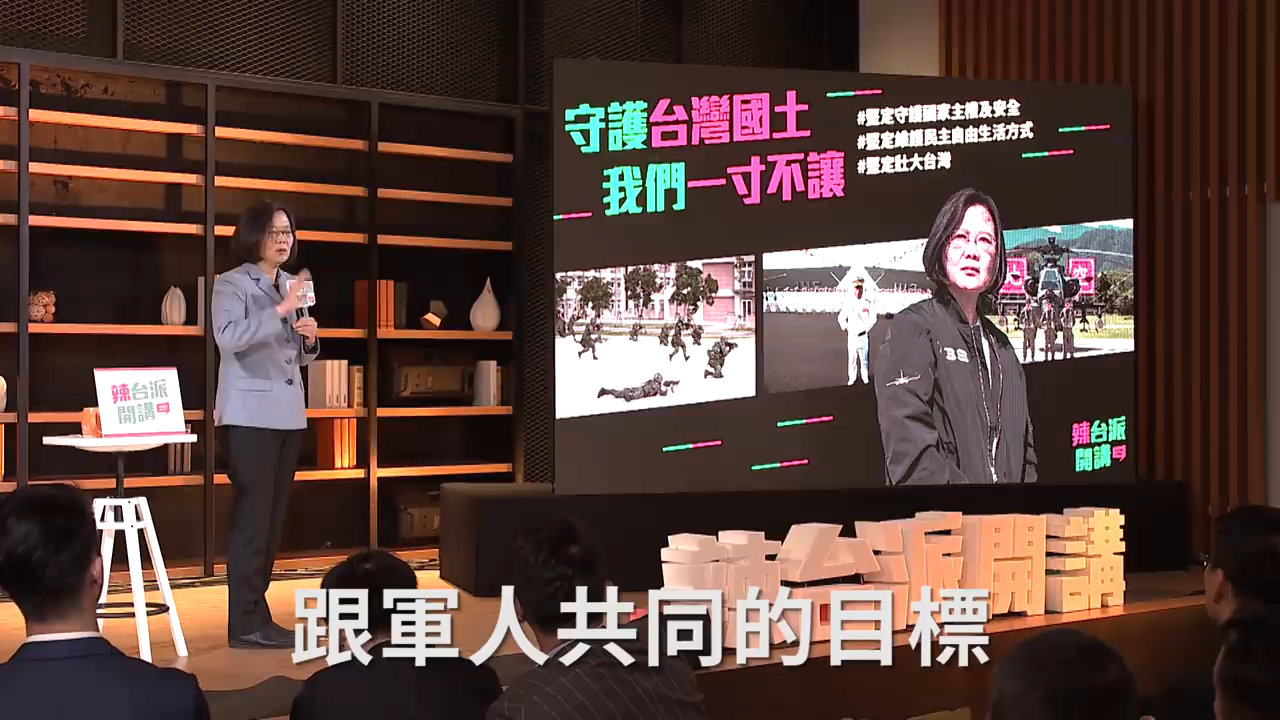 守護台灣國土
我們一寸不讓
#堅定守護國家主權及安全
#堅定維護民主自由生活方式
#堅定壯大台灣
辣台派
開講
辣台派
開講
辣台派開講
跟軍人共同的目標